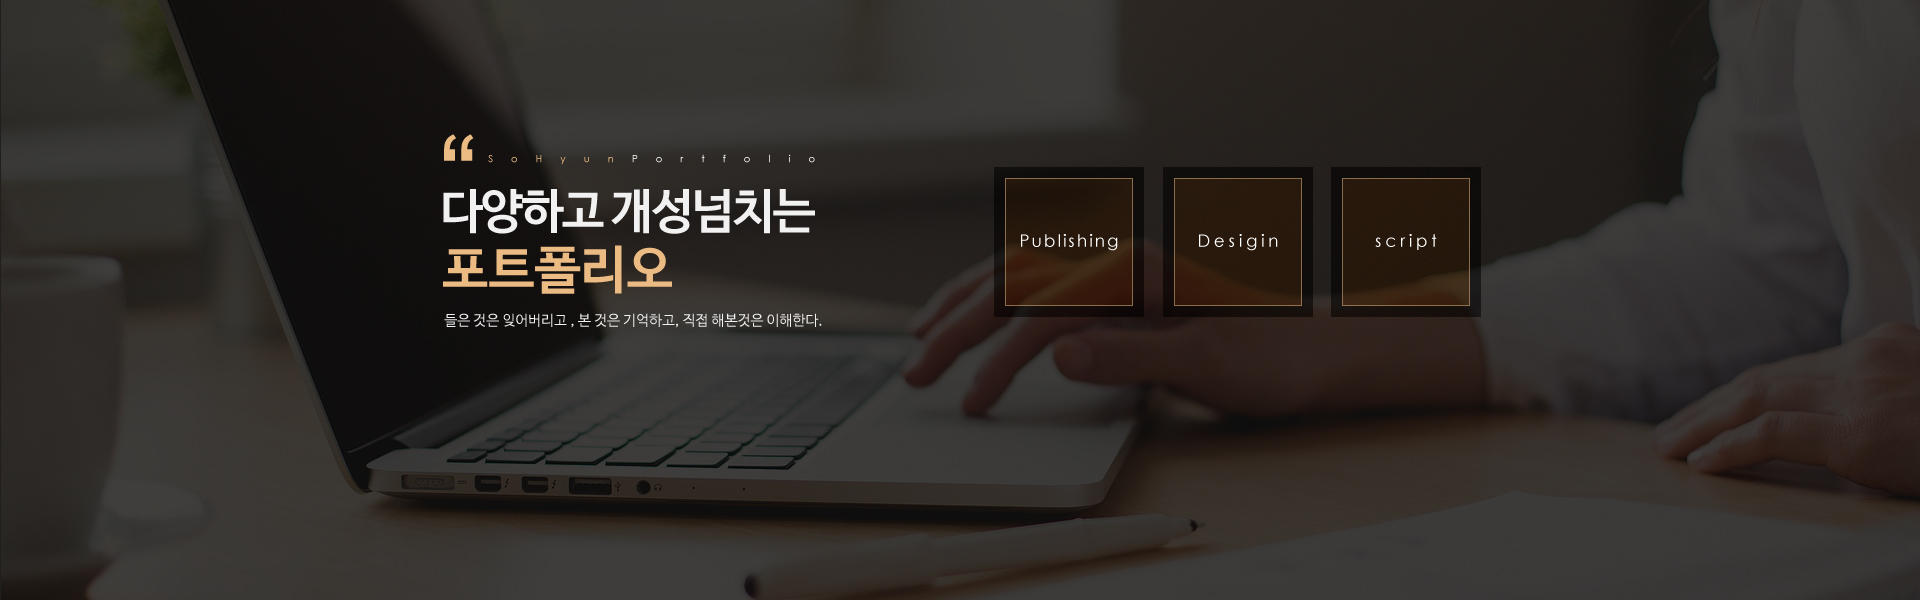 “ SoHyunPortfolio
다양하고 개성넘치는
포트폴리오
들은 것은 잊어버리고 , 본 것은 기억하고, 직접 해본것은 이해한다.
Publishing
Desigin
script